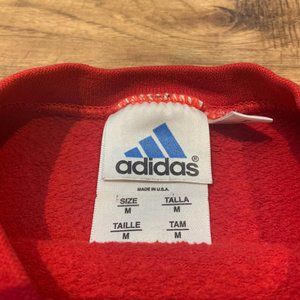 adidas®
MADE IN U.S.A.
SIZE TALLA
M M
TAILLE TAM
M M